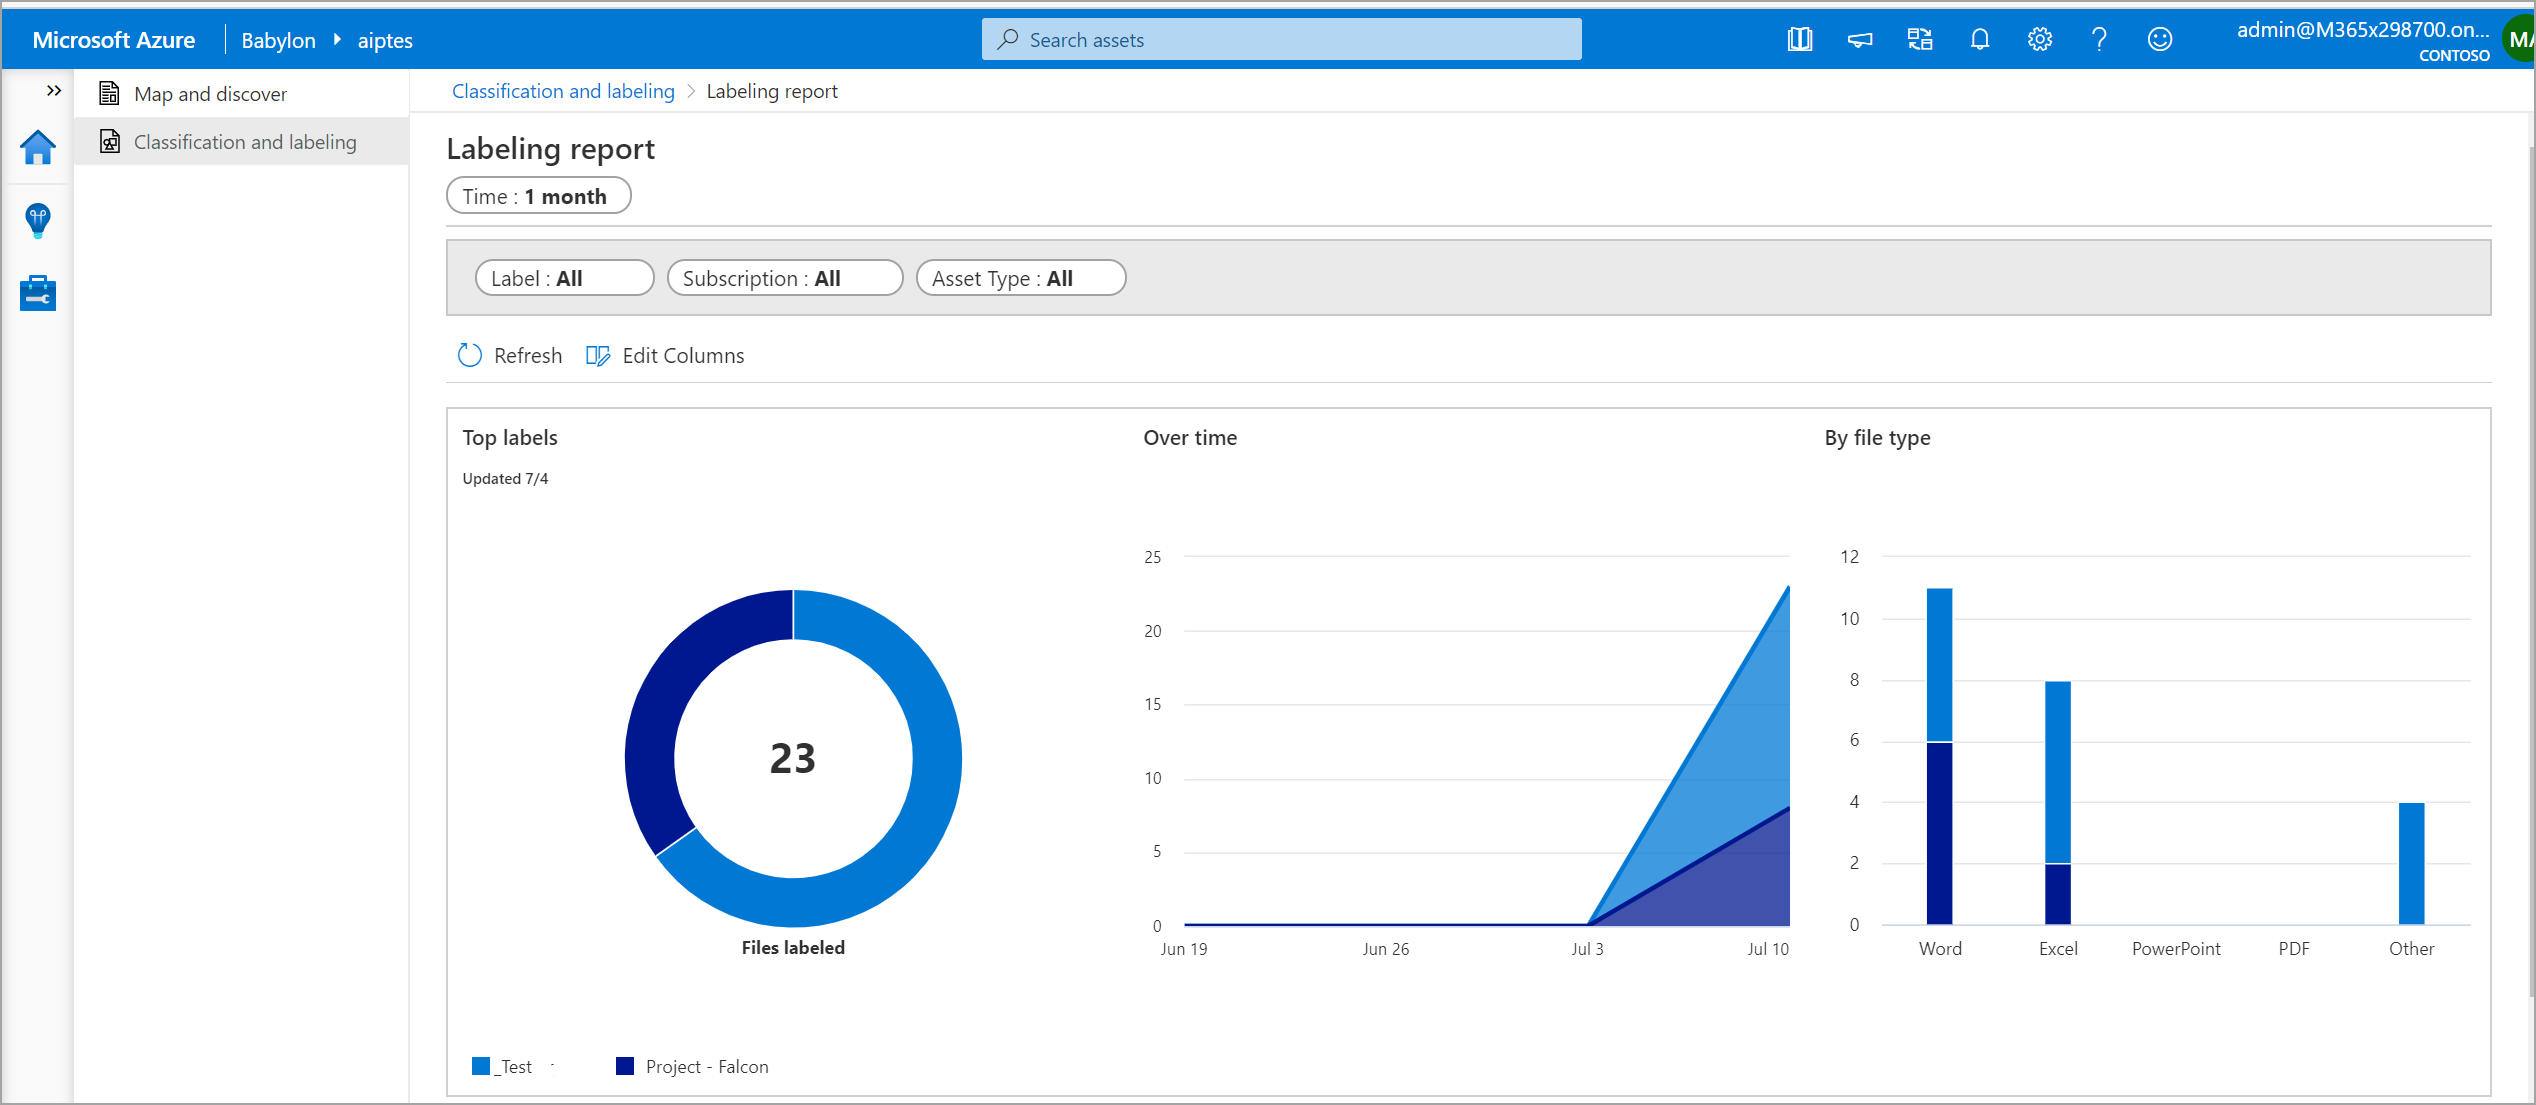 Microsoft Azure Babylon aiptes
Search assets
admin@M365x298700.on...
CONTOSO
MA
Map and discover
Classification and labeling
Classification and labeling > Labeling report
Labeling report
Time : 1 month
Label : All
Subscription : All
Asset Type : All
Refresh
Edit Columns
Top labels
Updated 7/4
23
Files labeled
_Test
Project - Falcon
Over time
25
20
15
10
5
0
Jun 19 Jun 26 Jul 3 Jul 10
By file type
12
10
8
6
4
2
0
Word Excel PowerPoint PDF Other